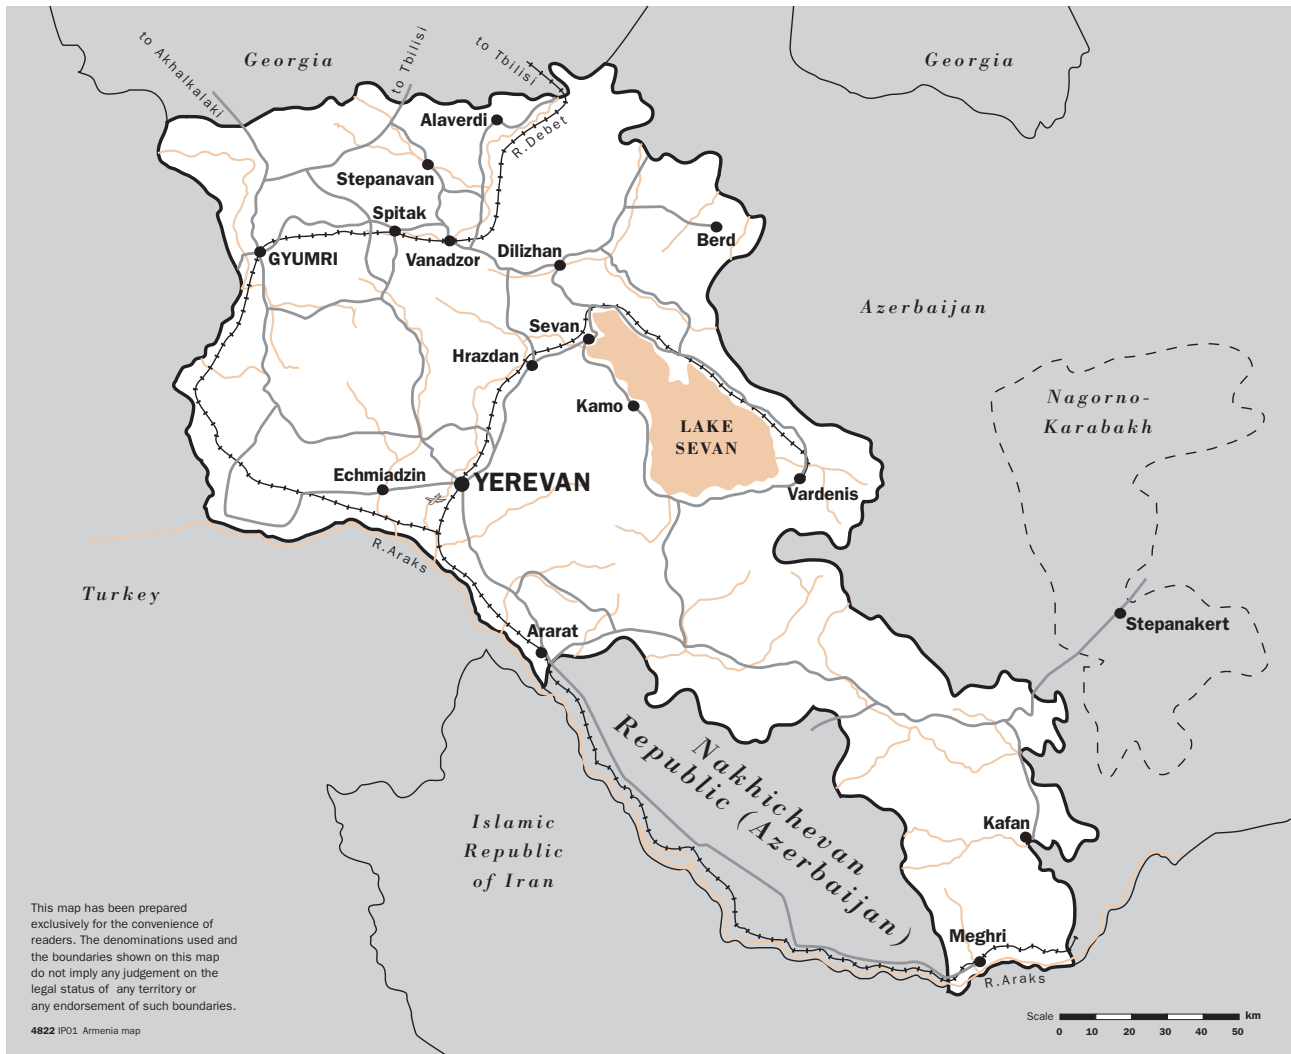 to Akhalkalaki
Georgia
to Tbilisi
to Tbilisi
Georgia
Alaverdi
R.Debet
Stepanavan
Spitak
Berd
GYUMRI
Vanadzor
Dilizhan
Azerbaijan
Sevan
Hrazdan
Kamo
LAKE
SEVAN
Nagorno-
Karabakh
Echmiadzin
YEREVAN
Vardenis
R.Araks
Turkey
Ararat
Stepanakert
Nakhichevan
Republic (Azerbaijan)
Islamic
Republic
of Iran
Kafan
Meghri
R.Araks
This map has been prepared
exclusively for the convenience of
readers. The denominations used and
the boundaries shown on this map
do not imply any judgement on the
legal status of any territory or
any endorsement of such boundaries.
4822 IP01 Armenia map
Scale km
0 10 20 30 40 50